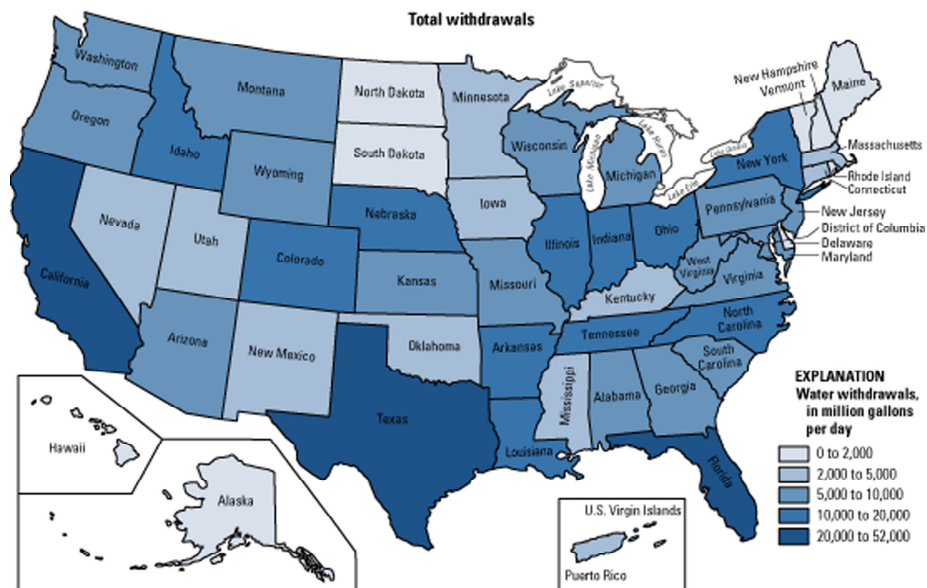 Total withdrawals
Washington
Oregon
California
Idaho
Nevada
Montana
Wyoming
Utah
Arizona
Colorado
New Mexico
North Dakota
South Dakota
Nebraska
Kansas
Oklahoma
Texas
Minnesota
Iowa
Missouri
Arkansas
Louisiana
Lake Superior
Wisconsin
Lake Michigan
Michigan
Lake Huron
Lake Erie
Lake Ontario
Illinois
Indiana
Ohio
Kentucky
Tennessee
Mississippi
Alabama
Georgia
Florida
South
Carolina
North
Carolina
Virginia
West
Virginia
Pennsylvania
New York
New Hampshire
Vermont
Maine
Massachusetts
Rhode Island
Connecticut
New Jersey
District of Columbia
Delaware
Maryland
Hawaii
Alaska
U.S. Virgin Islands
Puerto Rico
EXPLANATION
Water withdrawals,
in million gallons
per day
0 to 2,000
2,000 to 5,000
5,000 to 10,000
10,000 to 20,000
20,000 to 52,000